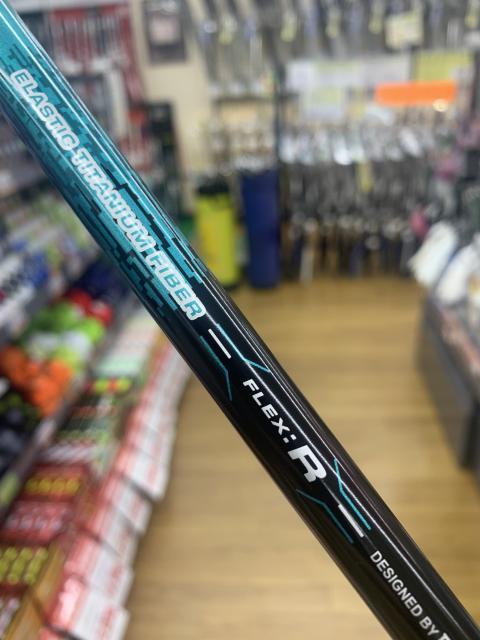 ELASTIC TITANIUM FIBER
FLEX: R
DESIGNED BY